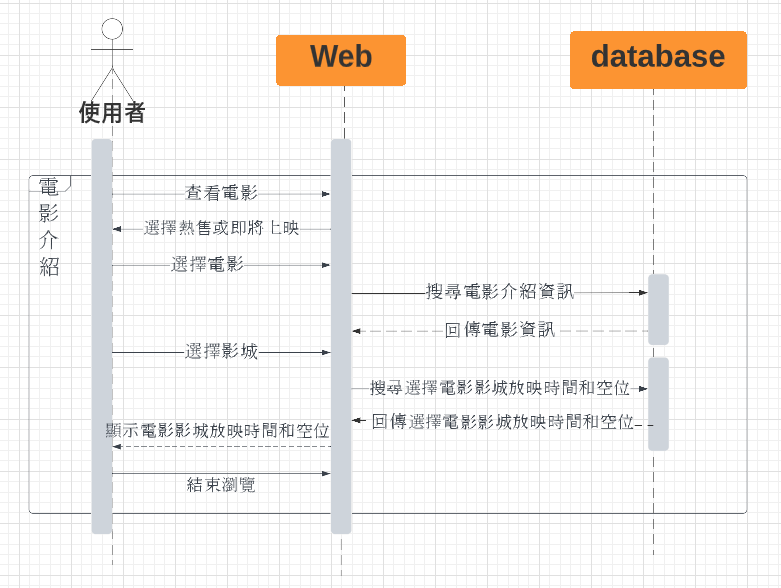 使用者
Web
database
電影介紹
查看電影
選擇熱售或即將上映
選擇電影
搜尋電影介紹資訊
回傳電影資訊
選擇影城
搜尋選擇電影影城放映時間和空位
回傳選擇電影影城放映時間和空位
顯示電影影城放映時間和空位
結束瀏覽